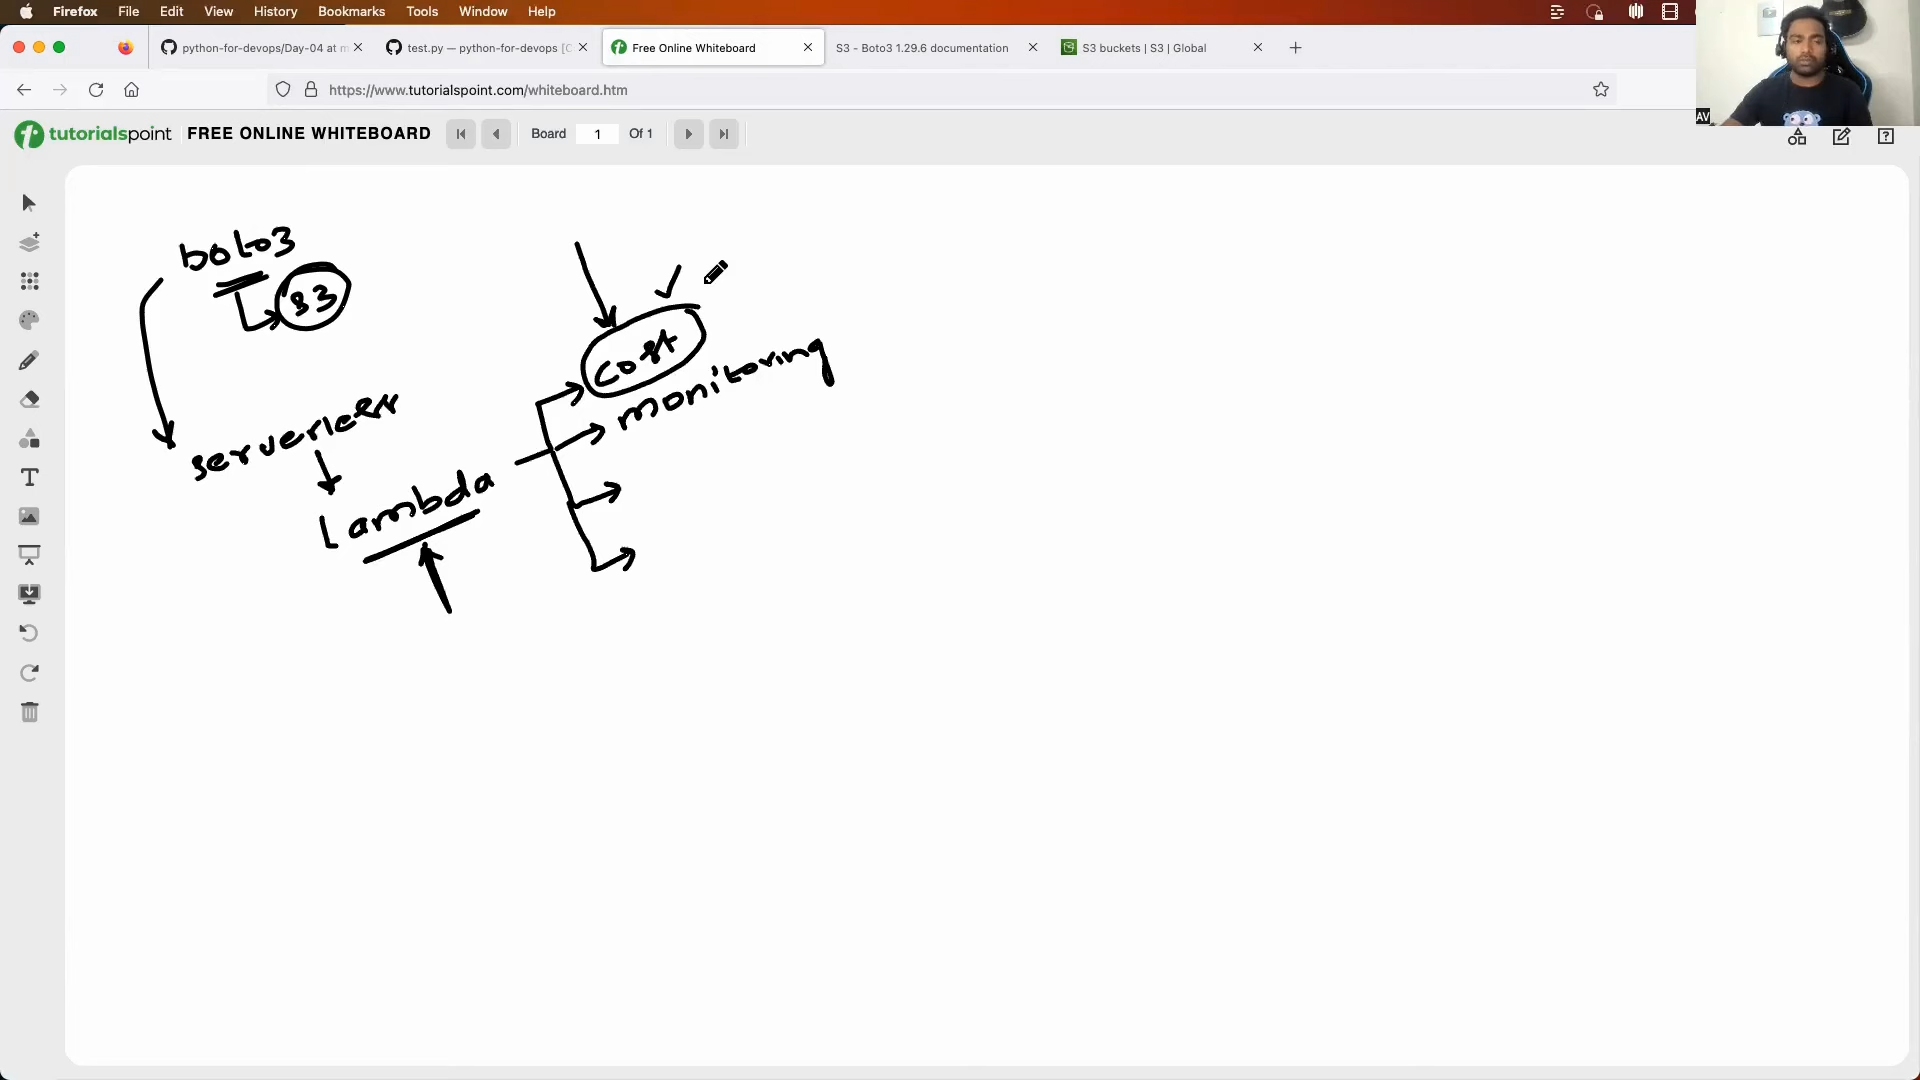 Firefox File Edit View History Bookmarks Tools Window Help
python-for-devops/Day-04 at m
test.py — python-for-devops [C
Free Online Whiteboard
S3 - Boto3 1.29.6 documentation
S3 buckets | S3 | Global
https://www.tutorialspoint.com/whiteboard.htm
AV
tutorialspoint FREE ONLINE WHITEBOARD Board 1 Of 1
boto3
S3
cost
monitoring
serverless
Lambda